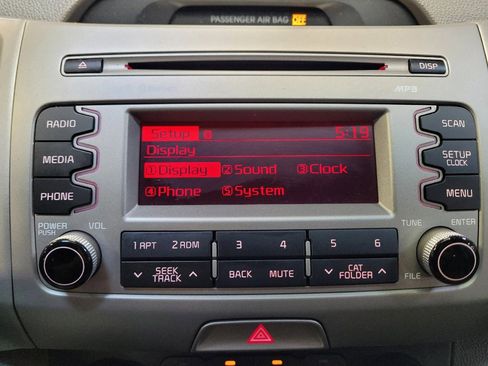 PASSENGER AIR BAG OFF
DISP
MP3
RADIO
SCAN
MEDIA
SETUP
CLOCK
PHONE
MENU
Setup 5:19
Display
①Display ②Sound ③Clock
④Phone ⑤System
POWER
PUSH
VOL
TUNE
ENTER
FILE
1 RPT 2 RDM 3 4 5 6
SEEK
TRACK
BACK
MUTE
CAT
FOLDER